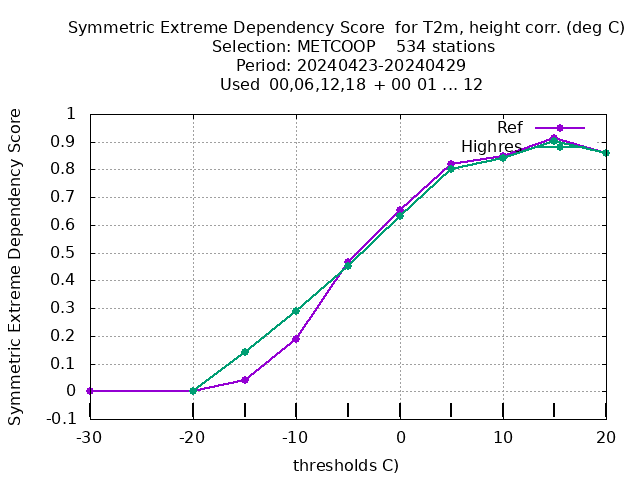 Symmetric Extreme Dependency Score  for T2m, height corr. (deg C)
Selection: METCOOP    534 stations
Period: 20240423-20240429
Used  00,06,12,18  + 00 01 ... 12
Symmetric Extreme Dependency Score
1
0.9
0.8
0.7
0.6
0.5
0.4
0.3
0.2
0.1
0
-0.1
Ref
Highres
-30
-20
-10
0
10
20
thresholds C)